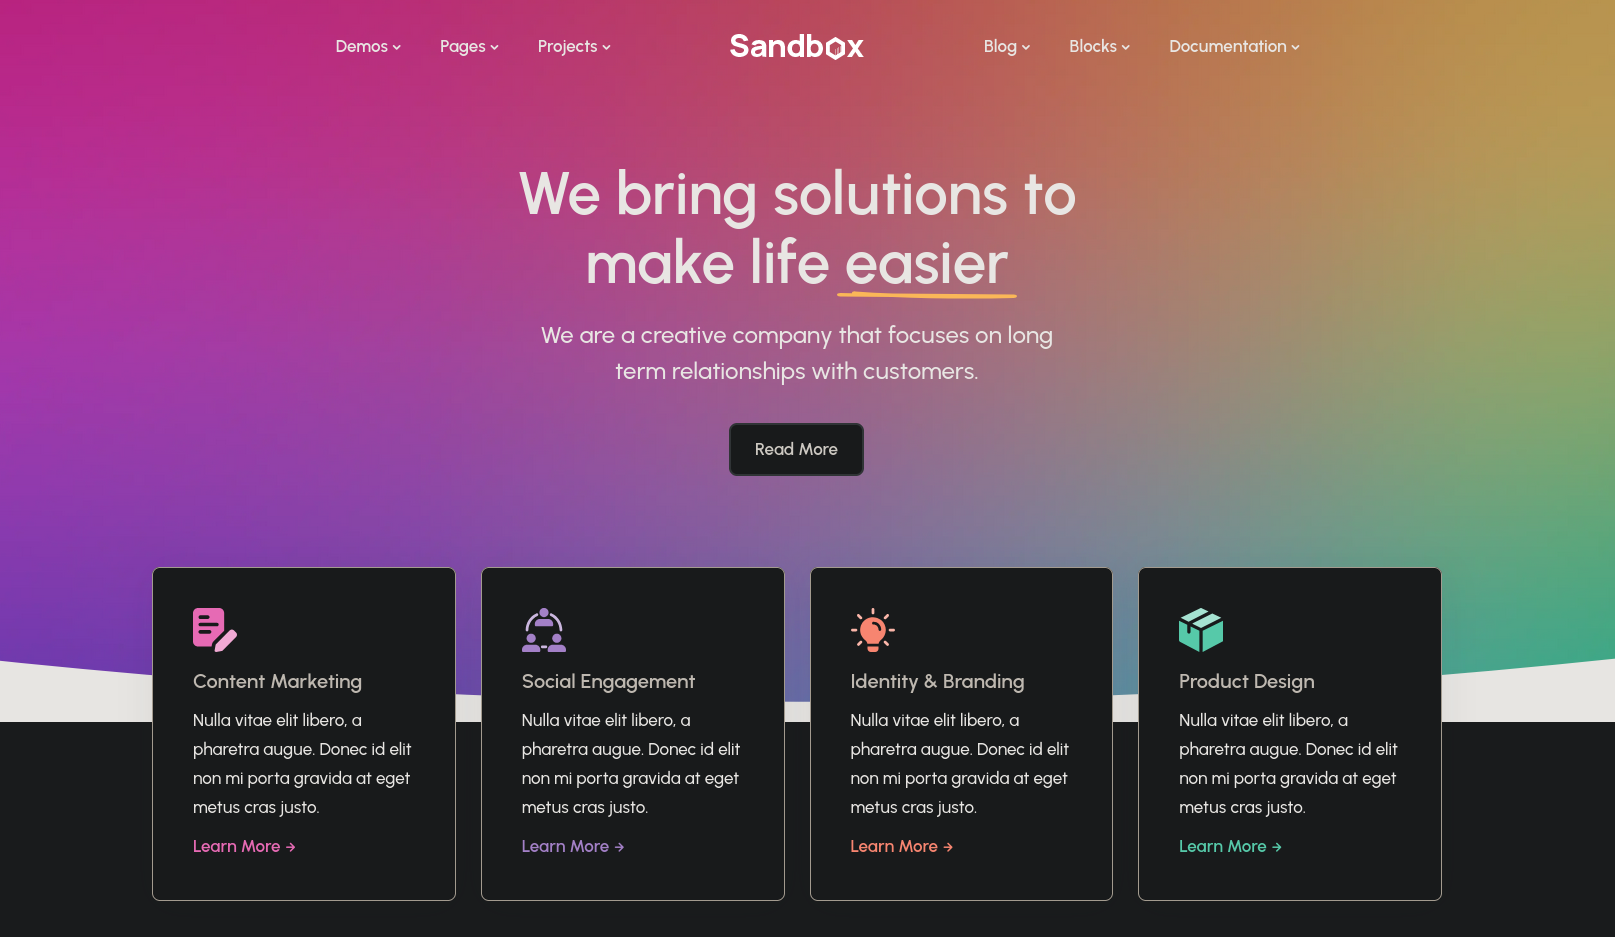 Demos Pages Projects Sandbox Blog Blocks Documentation
We bring solutions to
make life easier
We are a creative company that focuses on long
term relationships with customers.
Read More
Content Marketing
Nulla vitae elit libero, a
pharetra augue. Donec id elit
non mi porta gravida at eget
metus cras justo.
Learn More →
Social Engagement
Nulla vitae elit libero, a
pharetra augue. Donec id elit
non mi porta gravida at eget
metus cras justo.
Learn More →
Identity & Branding
Nulla vitae elit libero, a
pharetra augue. Donec id elit
non mi porta gravida at eget
metus cras justo.
Learn More →
Product Design
Nulla vitae elit libero, a
pharetra augue. Donec id elit
non mi porta gravida at eget
metus cras justo.
Learn More →